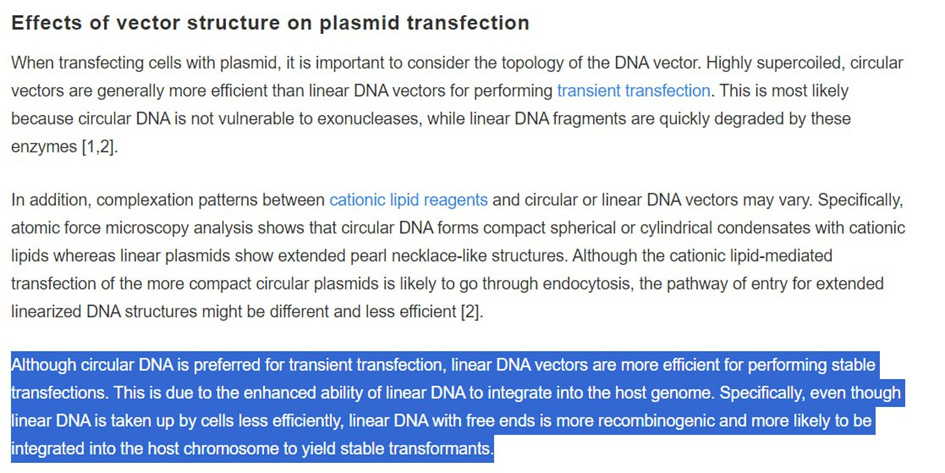 Effects of vector structure on plasmid transfection
When transfecting cells with plasmid, it is important to consider the topology of the DNA vector. Highly supercoiled, circular
vectors are generally more efficient than linear DNA vectors for performing transient transfection. This is most likely
because circular DNA is not vulnerable to exonucleases, while linear DNA fragments are quickly degraded by these
enzymes [1,2].
In addition, complexation patterns between cationic lipid reagents and circular or linear DNA vectors may vary. Specifically,
atomic force microscopy analysis shows that circular DNA forms compact spherical or cylindrical condensates with cationic
lipids whereas linear plasmids show extended pearl necklace-like structures. Although the cationic lipid-mediated
transfection of the more compact circular plasmids is likely to go through endocytosis, the pathway of entry for extended
linearized DNA structures might be different and less efficient [2].
Although circular DNA is preferred for transient transfection, linear DNA vectors are more efficient for performing stable
transfections. This is due to the enhanced ability of linear DNA to integrate into the host genome. Specifically, even though
linear DNA is taken up by cells less efficiently, linear DNA with free ends is more recombinogenic and more likely to be
integrated into the host chromosome to yield stable transformants.